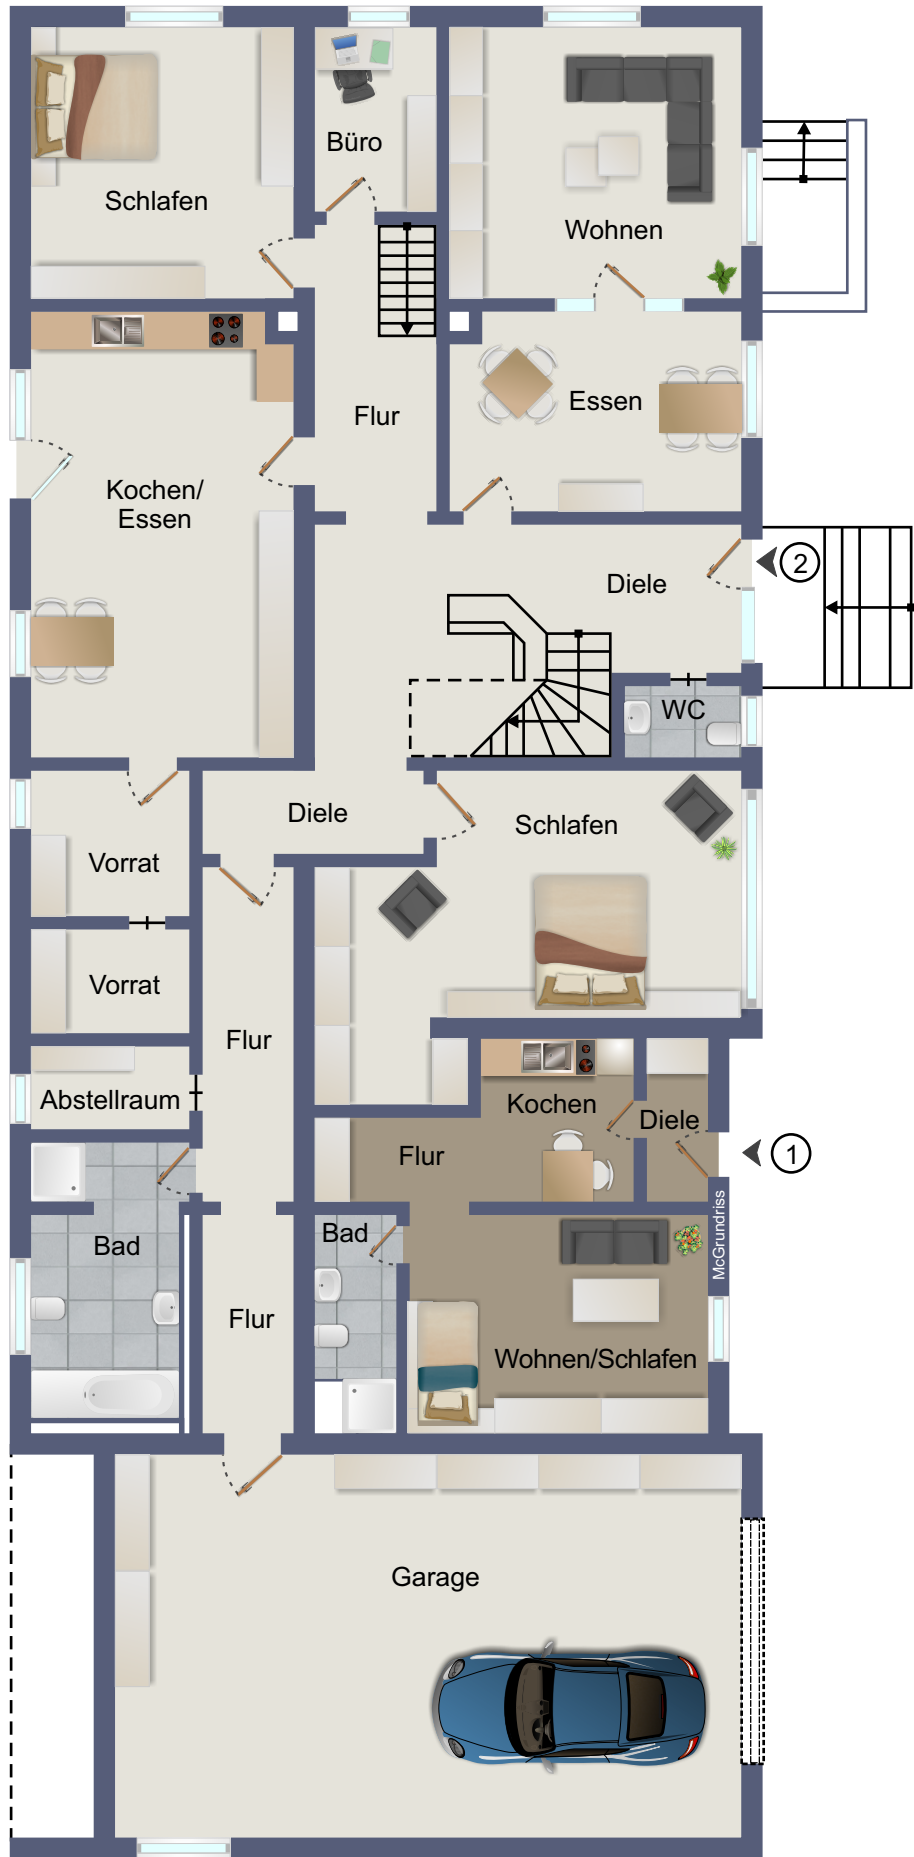 Büro
Schlafen
Wohnen
Essen
Flur
Kochen/
Essen
2
Diele
WC
Diele
Schlafen
Vorrat
Vorrat
Flur
Abstellraum
Kochen
Diele
Flur
1
McGrundriss
Bad
Bad
Flur
Wohnen/Schlafen
Garage